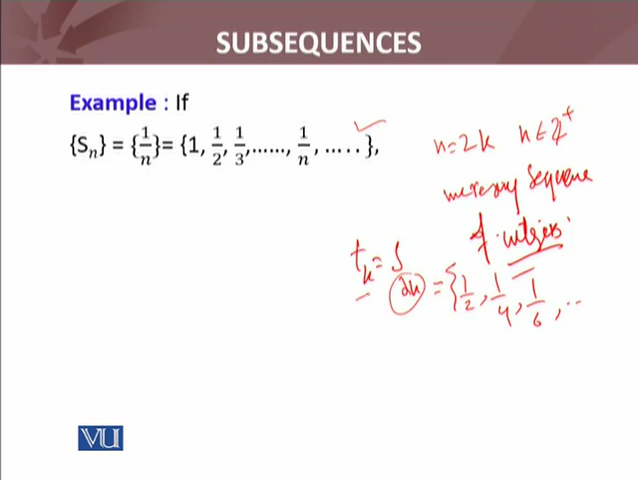 SUBSEQUENCES
Example : If
{Sₙ} = {1/n}= {1, 1/2, 1/3,......, 1/n, ..... },
n=2k n∈Z⁺
increasing sequence
of integers.
tₖ = S₂ₖ = {1/2, 1/4, 1/6, ...
VU